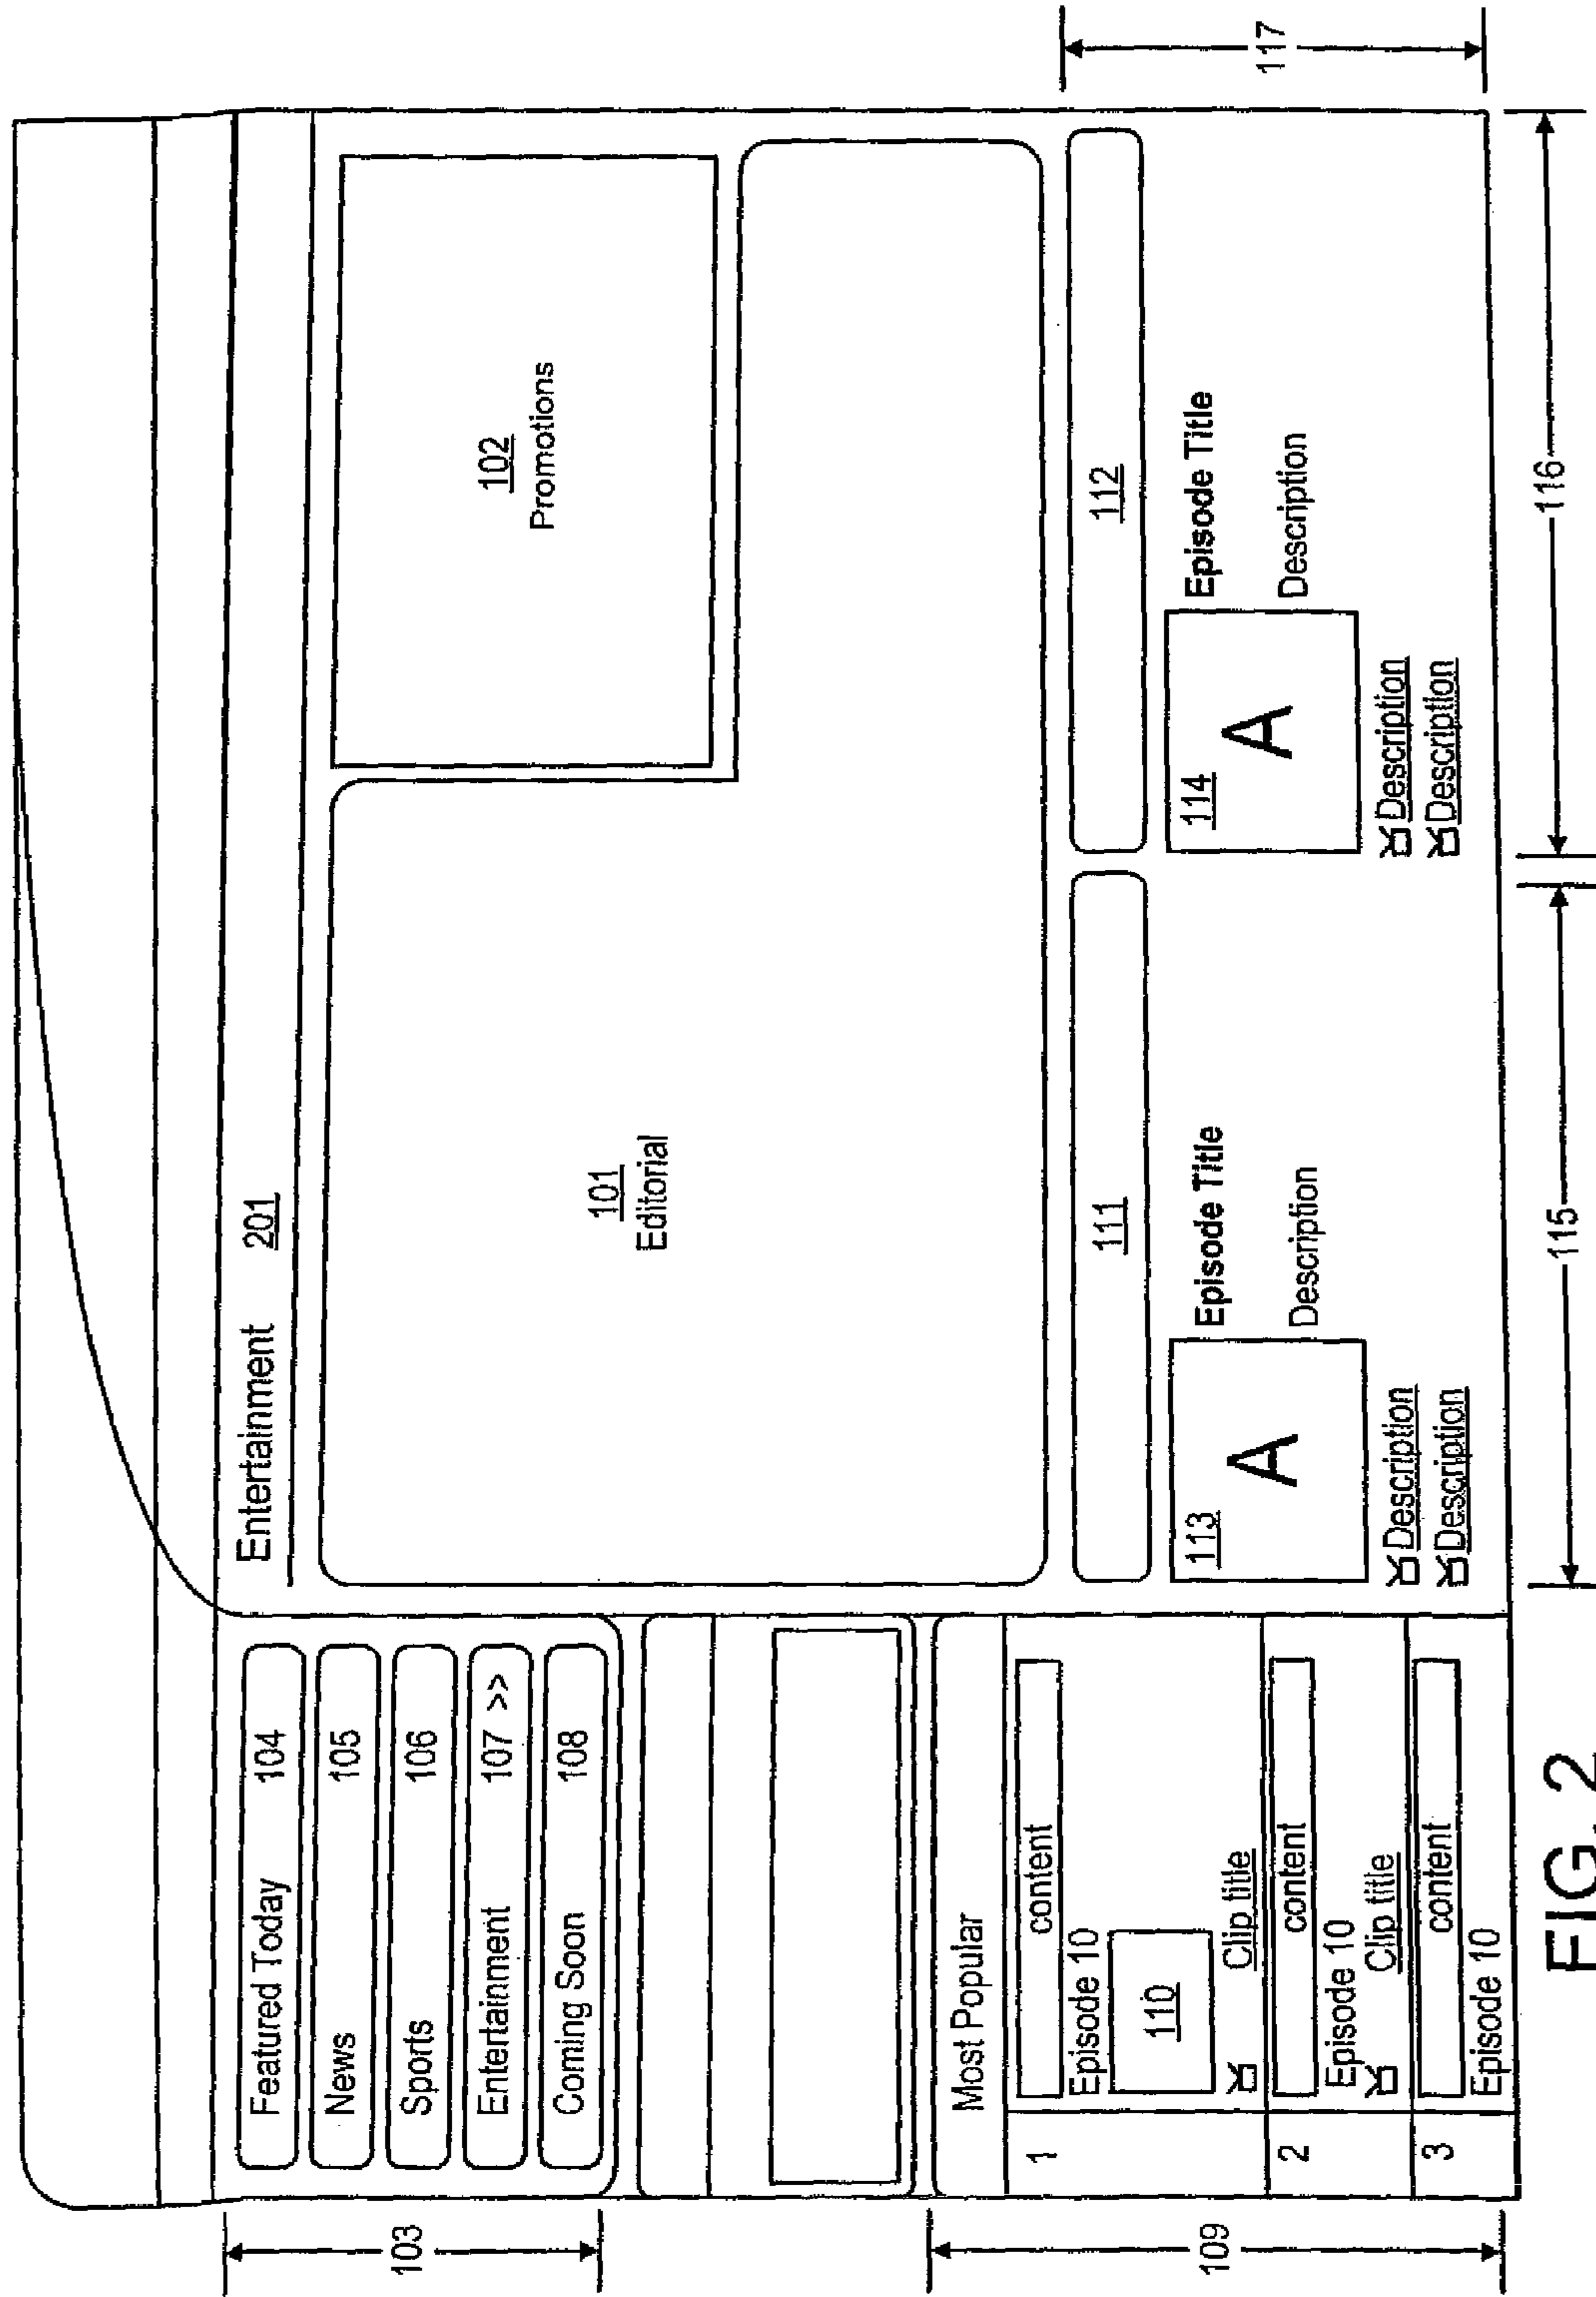 Featured Today 104
News 105
Sports 106
Entertainment 107 >>
Coming Soon 108
103
Most Popular
1
content
Episode 10
110
Clip title
2
content
Episode 10
Clip title
3
content
Episode 10
109
Entertainment 201
101
Editorial
102
Promotions
111
113
A
Episode Title
Description
Description
Description
112
114
A
Episode Title
Description
Description
Description
117
115
116
FIG. 2